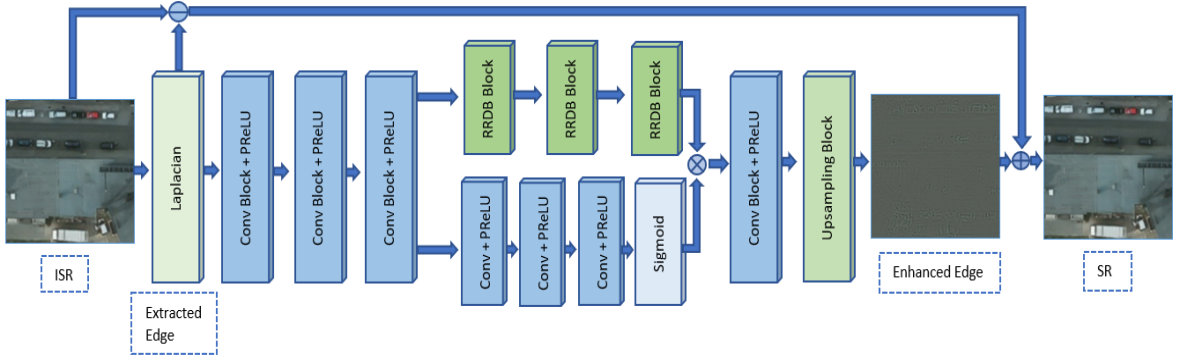 Laplacian
Conv Block + PReLU
Conv Block + PReLU
Conv Block + PReLU
RRDB Block
RRDB Block
RRDB Block
Conv + PReLU
Conv + PReLU
Conv + PReLU
Sigmoid
Conv Block + PReLU
Upsampling Block
ISR
Extracted
Edge
Enhanced Edge
SR